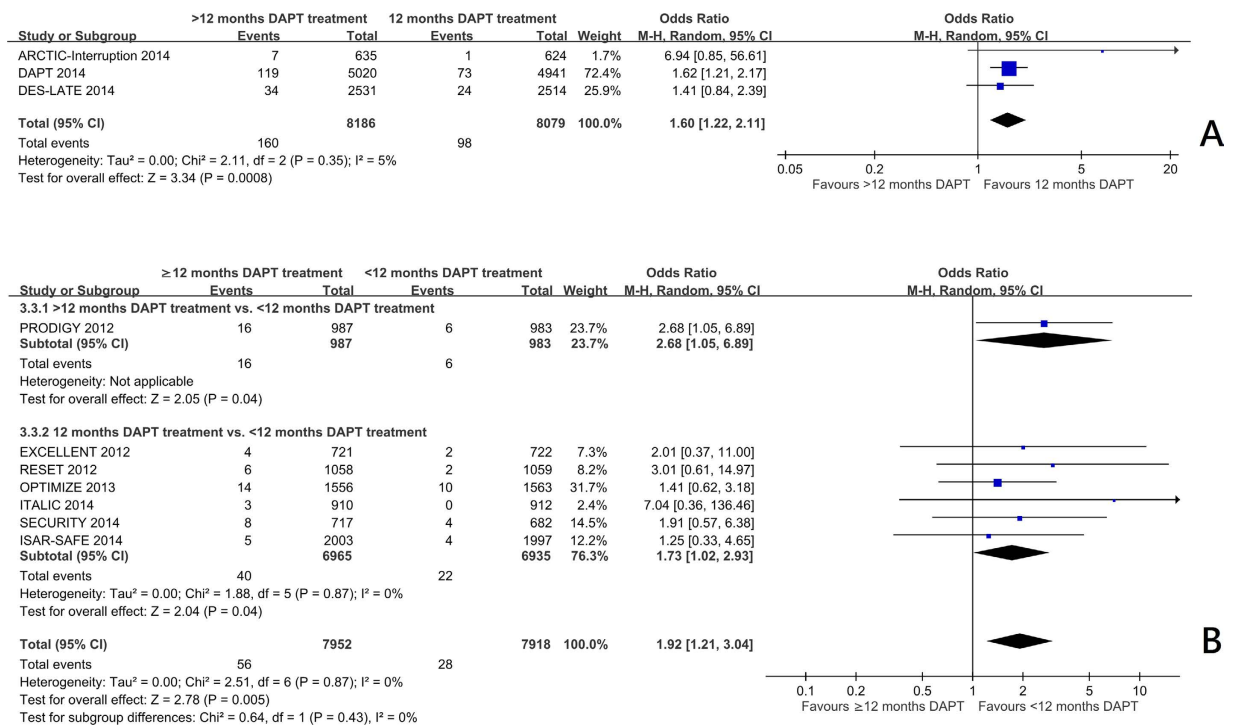 >12 months DAPT treatment 12 months DAPT treatment Odds Ratio Odds Ratio
Study or Subgroup Events Total Events Total Weight M-H, Random, 95% CI M-H, Random, 95% CI
ARCTIC-Interruption 2014 7 635 1 624 1.7% 6.94 [0.85, 56.61]
DAPT 2014 119 5020 73 4941 72.4% 1.62 [1.21, 2.17]
DES-LATE 2014 34 2531 24 2514 25.9% 1.41 [0.84, 2.39]
Total (95% CI) 8186 8079 100.0% 1.60 [1.22, 2.11]
A
Total events 160 98
Heterogeneity: Tau² = 0.00; Chi² = 2.11, df = 2 (P = 0.35); I² = 5%
Test for overall effect: Z = 3.34 (P = 0.0008)
0.05 0.2 1 5 20
Favours >12 months DAPT Favours 12 months DAPT
≥12 months DAPT treatment <12 months DAPT treatment Odds Ratio Odds Ratio
Study or Subgroup Events Total Events Total Weight M-H, Random, 95% CI M-H, Random, 95% CI
3.3.1 >12 months DAPT treatment vs. <12 months DAPT treatment
PRODIGY 2012 16 987 6 983 23.7% 2.68 [1.05, 6.89]
Subtotal (95% CI) 987 983 23.7% 2.68 [1.05, 6.89]
Total events 16 6
Heterogeneity: Not applicable
Test for overall effect: Z = 2.05 (P = 0.04)
3.3.2 12 months DAPT treatment vs. <12 months DAPT treatment
EXCELLENT 2012 4 721 2 722 7.3% 2.01 [0.37, 11.00]
RESET 2012 6 1058 2 1059 8.2% 3.01 [0.61, 14.97]
OPTIMIZE 2013 14 1556 10 1563 31.7% 1.41 [0.62, 3.18]
ITALIC 2014 3 910 0 912 2.4% 7.04 [0.36, 136.46]
SECURITY 2014 8 717 4 682 14.5% 1.91 [0.57, 6.38]
ISAR-SAFE 2014 5 2003 4 1997 12.2% 1.25 [0.33, 4.65]
Subtotal (95% CI) 6965 6935 76.3% 1.73 [1.02, 2.93]
Total events 40 22
Heterogeneity: Tau² = 0.00; Chi² = 1.88, df = 5 (P = 0.87); I² = 0%
Test for overall effect: Z = 2.04 (P = 0.04)
Total (95% CI) 7952 7918 100.0% 1.92 [1.21, 3.04]
B
Total events 56 28
Heterogeneity: Tau² = 0.00; Chi² = 2.51, df = 6 (P = 0.87); I² = 0%
Test for overall effect: Z = 2.78 (P = 0.005)
Test for subgroup differences: Chi² = 0.64, df = 1 (P = 0.43), I² = 0%
0.1 0.2 0.5 1 2 5 10
Favours ≥12 months DAPT Favours <12 months DAPT